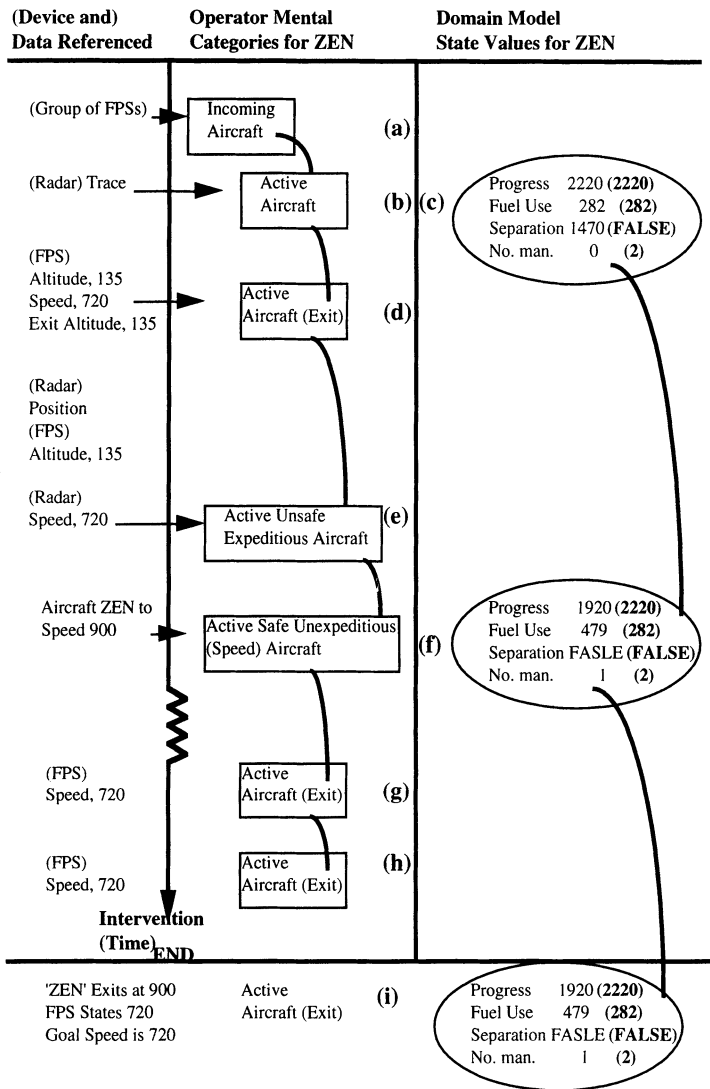 (Device and)
Data Referenced
Operator Mental
Categories for ZEN
Domain Model
State Values for ZEN
(Group of FPSs)
Incoming
Aircraft
(a)
(Radar) Trace
Active
Aircraft
(b)
(c)
Progress 2220 (2220)
Fuel Use 282 (282)
Separation 1470 (FALSE)
No. man. 0 (2)
(FPS)
Altitude, 135
Speed, 720
Exit Altitude, 135
Active
Aircraft (Exit)
(d)
(Radar)
Position
(FPS)
Altitude, 135
(Radar)
Speed, 720
Active Unsafe
Expeditious Aircraft
(e)
Aircraft ZEN to
Speed 900
Active Safe Unexpeditious
(Speed) Aircraft
(f)
Progress 1920 (2220)
Fuel Use 479 (282)
Separation FASLE (FALSE)
No. man. 1 (2)
(FPS)
Speed, 720
Active
Aircraft (Exit)
(g)
(FPS)
Speed, 720
Active
Aircraft (Exit)
(h)
Intervention
(Time)
END
'ZEN' Exits at 900
FPS States 720
Goal Speed is 720
Active
Aircraft (Exit)
(i)
Progress 1920 (2220)
Fuel Use 479 (282)
Separation FASLE (FALSE)
No. man. 1 (2)